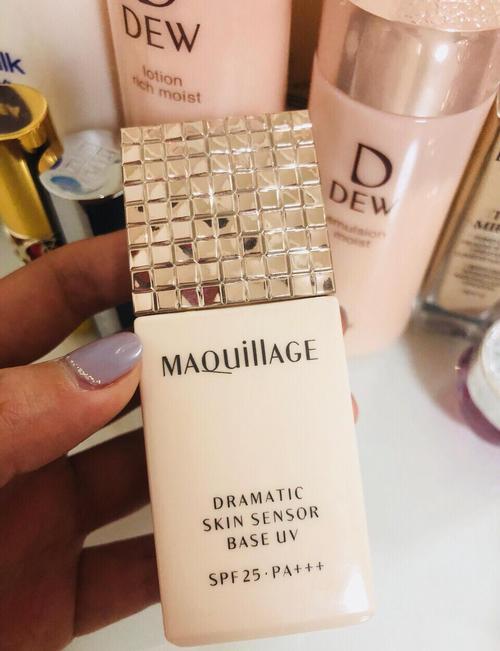 D
DEW
lotion
rich moist
D
DEW
emulsion
moist
MAQuillAGE
DRAMATIC
SKIN SENSOR
BASE UV
SPF25·PA+++